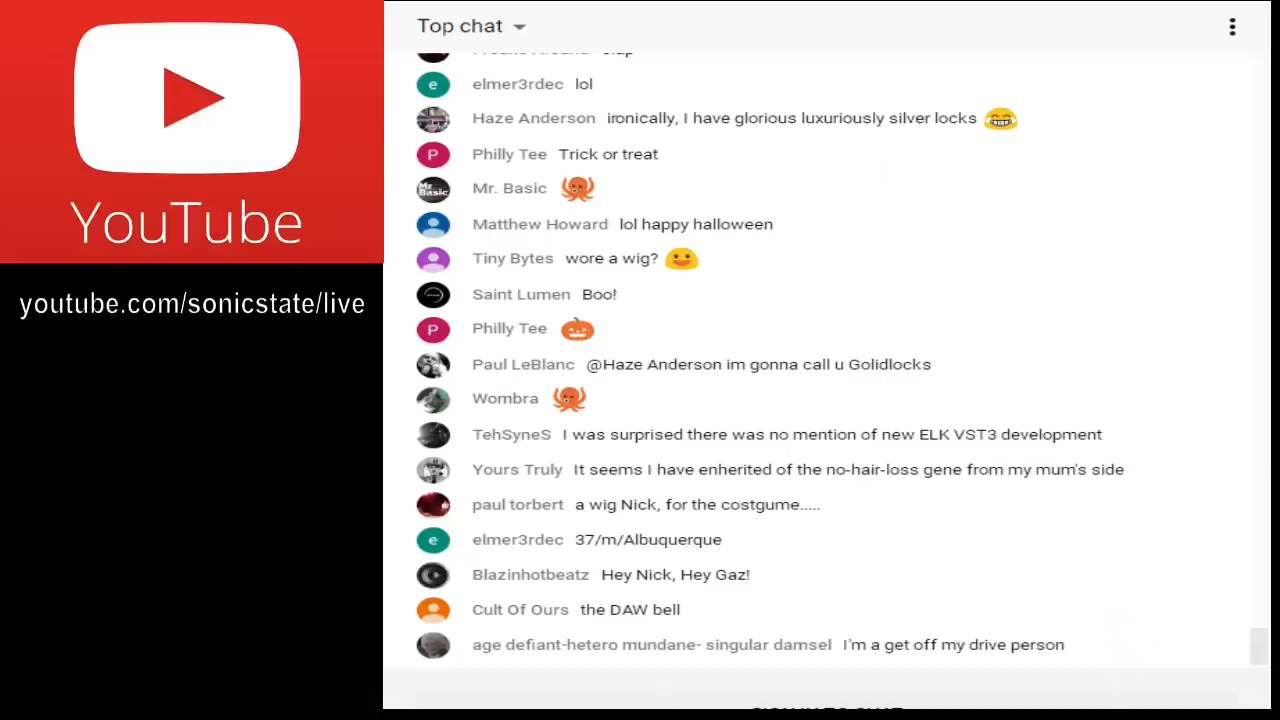 YouTube
youtube.com/sonicstate/live
Top chat
elmer3rdec lol
Haze Anderson ironically, I have glorious luxuriously silver locks
Philly Tee Trick or treat
Mr. Basic
Matthew Howard lol happy halloween
Tiny Bytes wore a wig?
Saint Lumen Boo!
Philly Tee
Paul LeBlanc @Haze Anderson im gonna call u Golidlocks
Wombra
TehSyneS I was surprised there was no mention of new ELK VST3 development
Yours Truly It seems I have enherited of the no-hair-loss gene from my mum's side
paul torbert a wig Nick, for the costgume.....
elmer3rdec 37/m/Albuquerque
Blazinhotbeatz Hey Nick, Hey Gaz!
Cult Of Ours the DAW bell
age defiant-hetero mundane- singular damsel I'm a get off my drive person